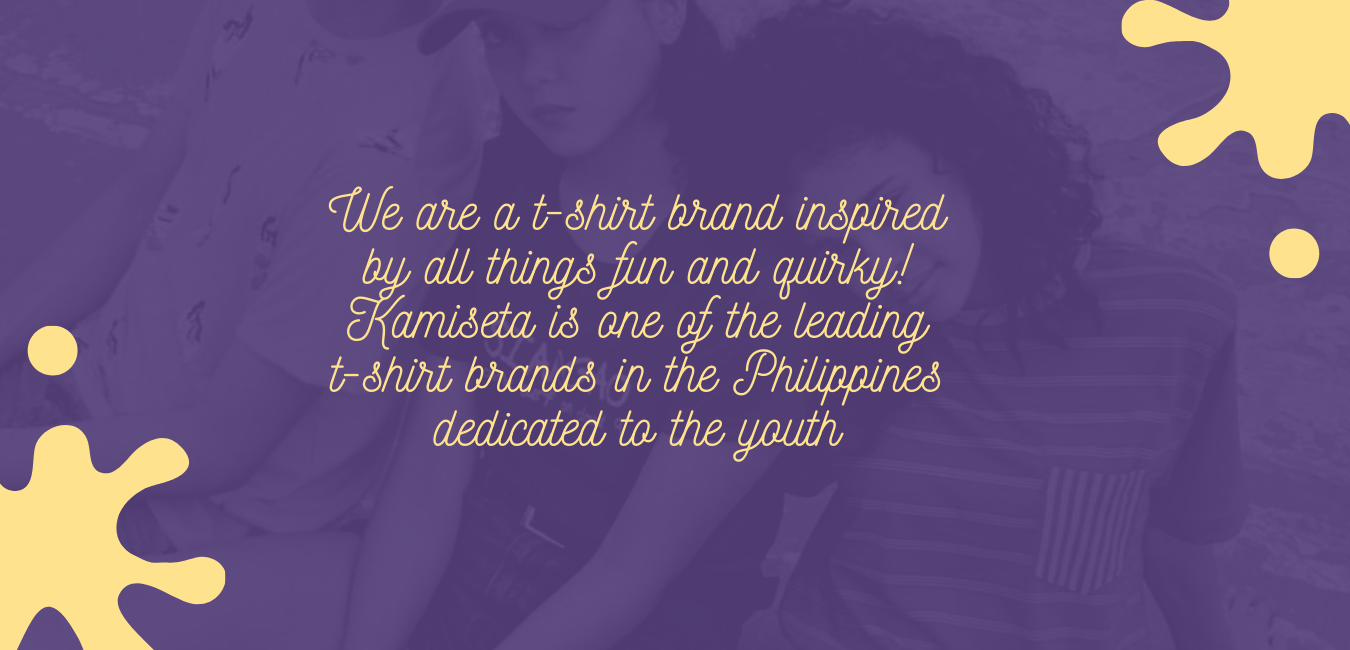 We are a t-shirt brand inspired
by all things fun and quirky!
Kamiseta is one of the leading
t-shirt brands in the Philippines
dedicated to the youth